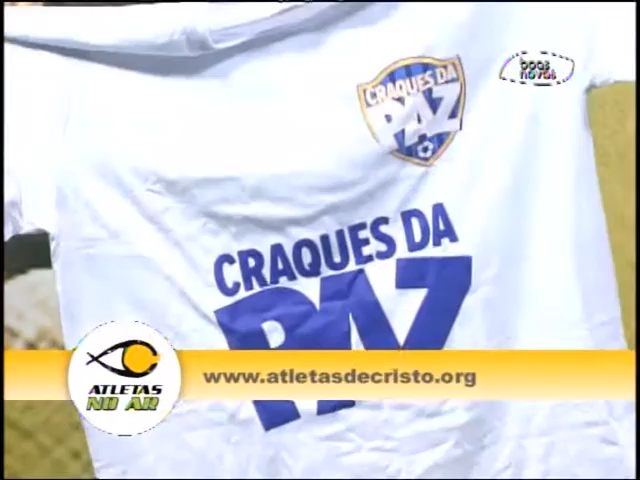 CRAQUES DA
PAZ
boas
novas
CRAQUES DA
PAZ
ATLETAS
NO AR
www.atletasdecristo.org